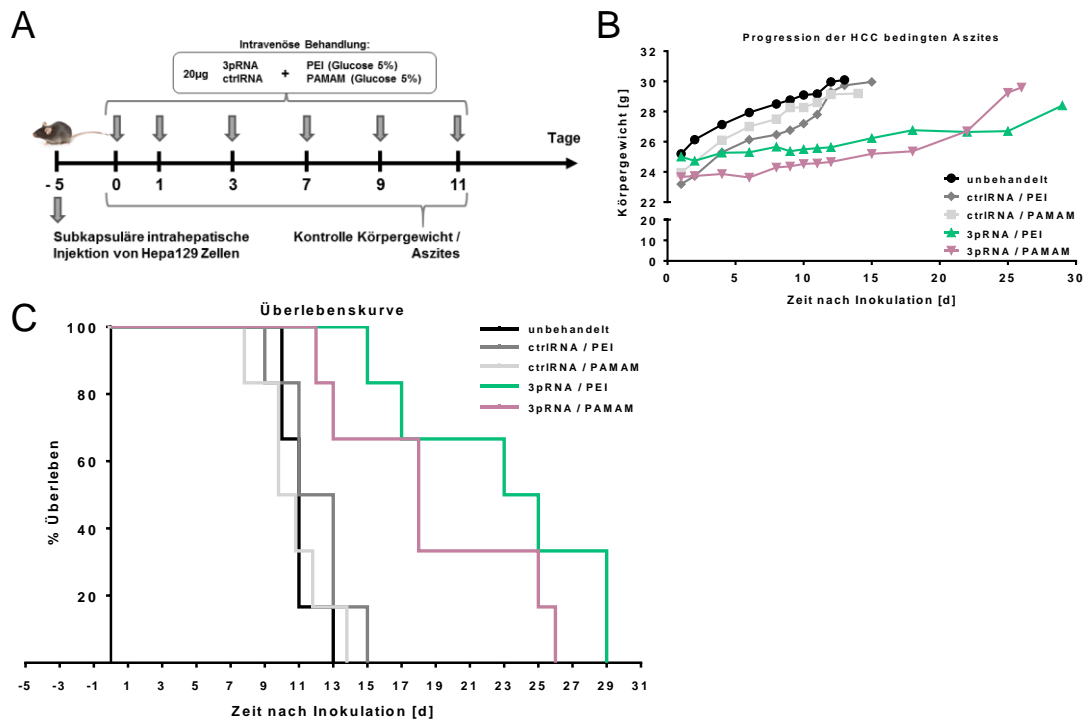 A
Intravenöse Behandlung:
20µg 3pRNA + PEI (Glucose 5%)
ctrlRNA PAMAM (Glucose 5%)
Tage
- 5 0 1 3 7 9 11
Subkapsuläre intrahepatische
Injektion von Hepa129 Zellen
Kontrolle Körpergewicht /
Aszites
B
Progression der HCC bedingten Aszites
Körpergewicht [g]
32
30
28
26
24
22
20
10
0
unbehandelt
ctrlRNA / PEI
ctrlRNA / PAMAM
3pRNA / PEI
3pRNA / PAMAM
0 5 10 15 20 25 30
Zeit nach Inokulation [d]
C
Überlebenskurve
% Überleben
100
80
60
40
20
unbehandelt
ctrlRNA / PEI
ctrlRNA / PAMAM
3pRNA / PEI
3pRNA / PAMAM
-5 -3 -1 1 3 5 7 9 11 13 15 17 19 21 23 25 27 29 31
Zeit nach Inokulation [d]